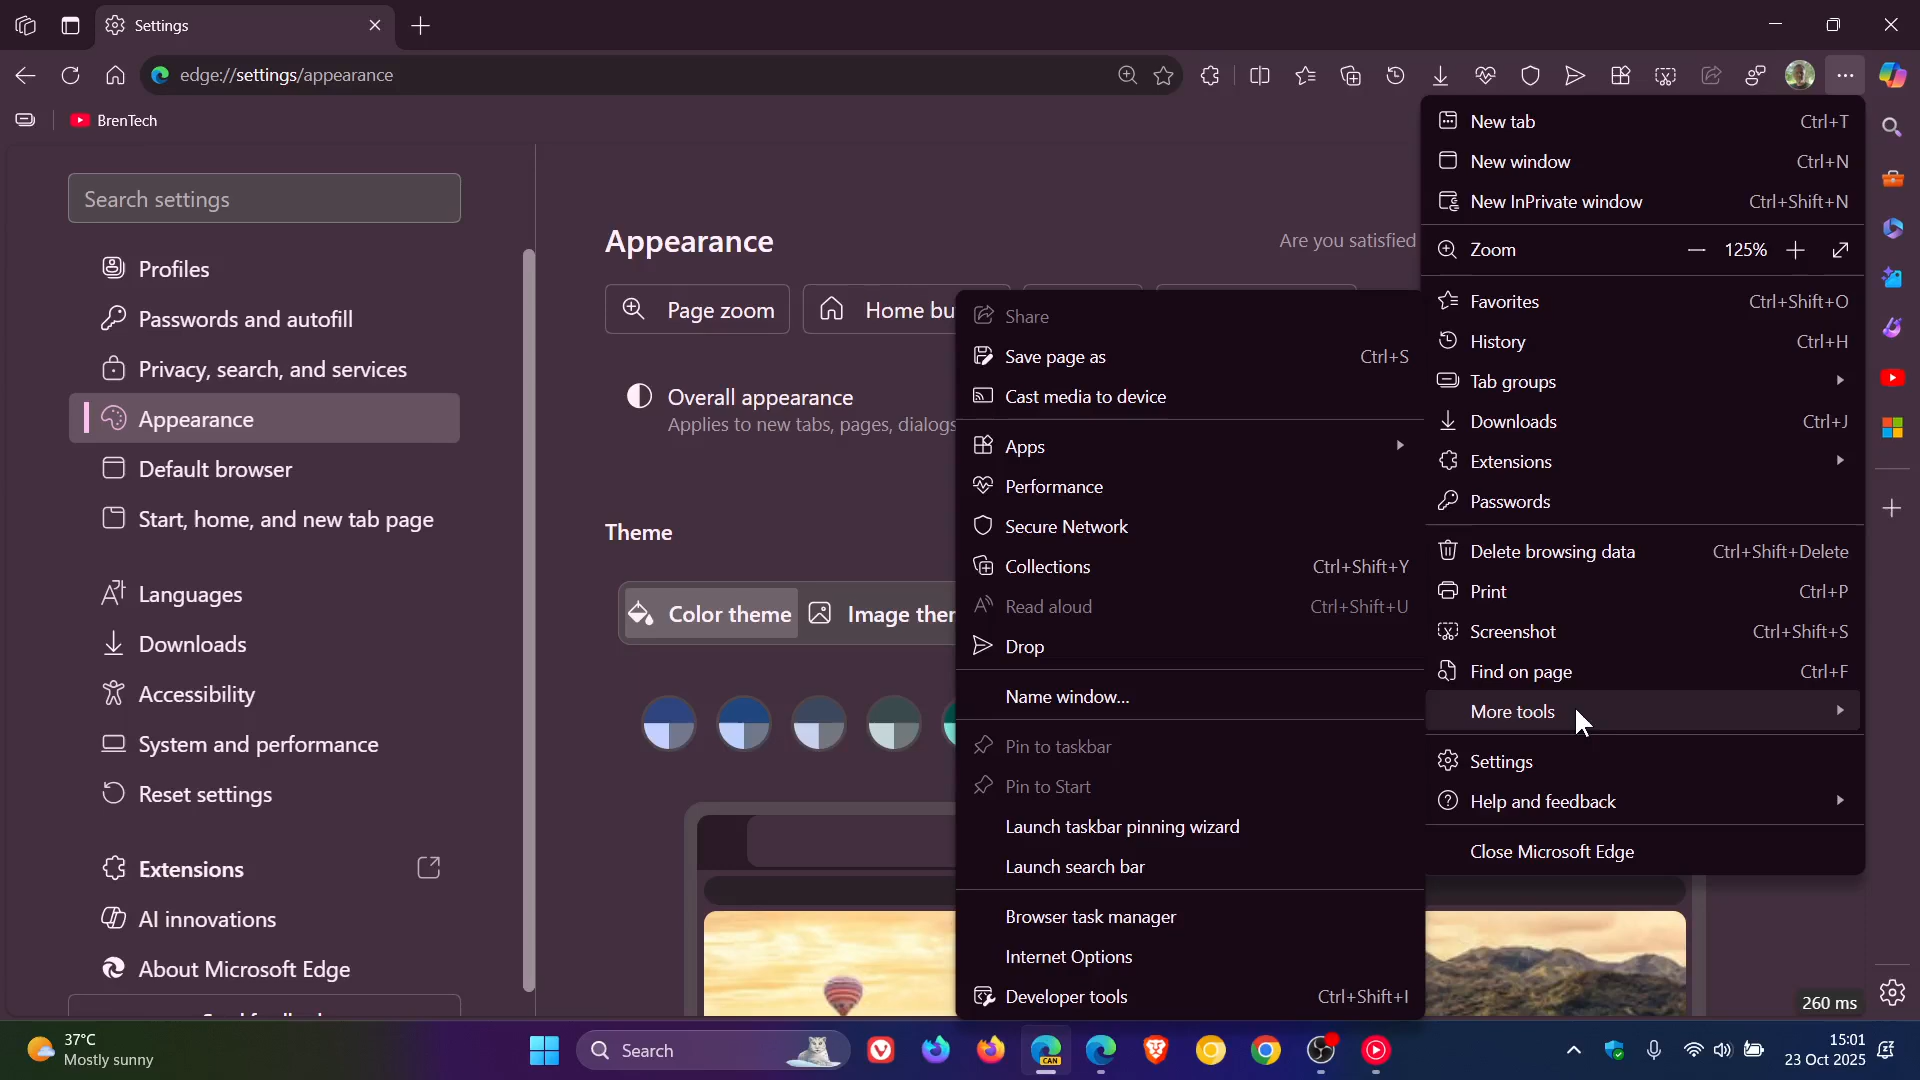 Settings
edge://settings/appearance
BrenTech
Search settings
Profiles
Passwords and autofill
Privacy, search, and services
Appearance
Default browser
Start, home, and new tab page
Languages
Downloads
Accessibility
System and performance
Reset settings
Extensions
AI innovations
About Microsoft Edge
Appearance
Are you satisfied
Page zoom
Home bu
Overall appearance
Applies to new tabs, pages, dialogs
Theme
Color theme
Image ther
Share
Save page as Ctrl+S
Cast media to device
Apps
Performance
Secure Network
Collections Ctrl+Shift+Y
Read aloud Ctrl+Shift+U
Drop
Name window...
Pin to taskbar
Pin to Start
Launch taskbar pinning wizard
Launch search bar
Browser task manager
Internet Options
Developer tools Ctrl+Shift+I
New tab Ctrl+T
New window Ctrl+N
New InPrivate window Ctrl+Shift+N
Zoom 125%
Favorites Ctrl+Shift+O
History Ctrl+H
Tab groups
Downloads Ctrl+J
Extensions
Passwords
Delete browsing data Ctrl+Shift+Delete
Print Ctrl+P
Screenshot Ctrl+Shift+S
Find on page Ctrl+F
More tools
Settings
Help and feedback
Close Microsoft Edge
260 ms
37°C
Mostly sunny
Search
CAN
15:01
23 Oct 2025